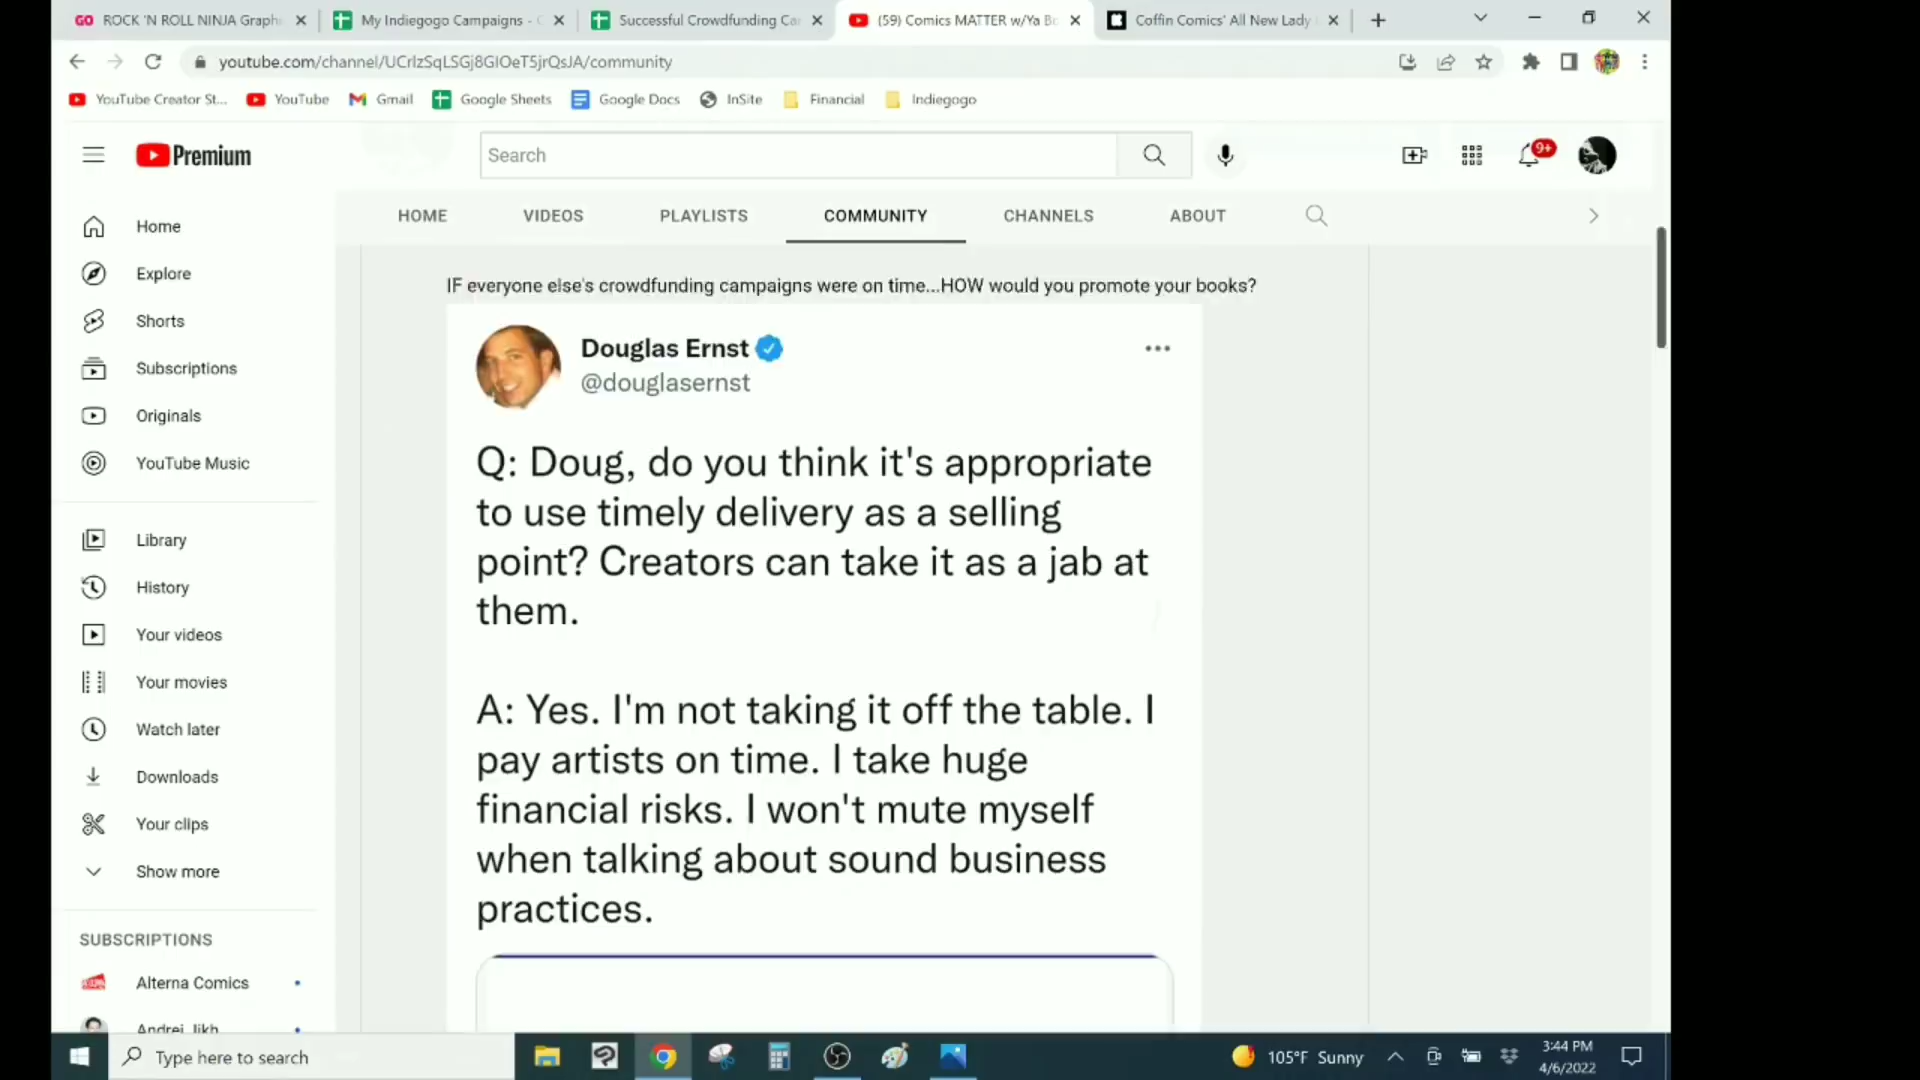 ROCK 'N ROLL NINJA Graph
My Indiegogo Campaigns -
Successful Crowdfunding Ca
(59) Comics MATTER w/Ya Bo
Coffin Comics' All New Lady
youtube.com/channel/UCrIzSqLSGj8GIOeT5jrQsJA/community
YouTube Creator St...
YouTube
Gmail
Google Sheets
Google Docs
InSite
Financial
Indiegogo
Premium
Search
9+
HOME
VIDEOS
PLAYLISTS
COMMUNITY
CHANNELS
ABOUT
Home
Explore
Shorts
Subscriptions
Originals
YouTube Music
Library
History
Your videos
Your movies
Watch later
Downloads
Your clips
Show more
SUBSCRIPTIONS
Alterna Comics
Andrei Jikh
IF everyone else's crowdfunding campaigns were on time...HOW would you promote your books?
Douglas Ernst
@douglasernst
Q: Doug, do you think it's appropriate
to use timely delivery as a selling
point? Creators can take it as a jab at
them.
A: Yes. I'm not taking it off the table. I
pay artists on time. I take huge
financial risks. I won't mute myself
when talking about sound business
practices.
Type here to search
105°F Sunny
3:44 PM
4/6/2022